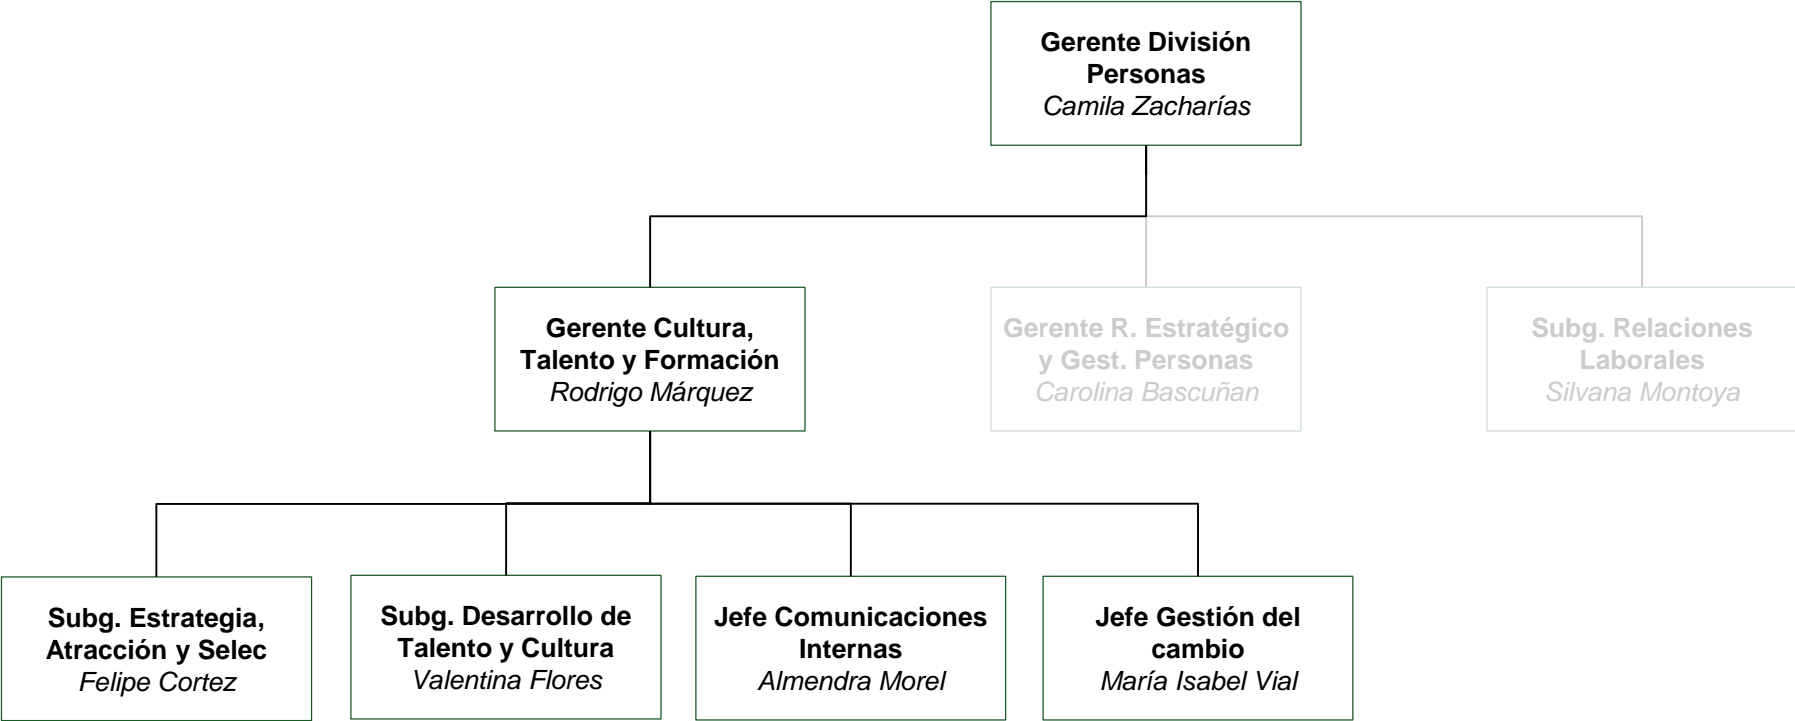 Gerente División
Personas
Camila Zacharías
Gerente Cultura,
Talento y Formación
Rodrigo Márquez
Gerente R. Estratégico
y Gest. Personas
Carolina Bascuñan
Subg. Relaciones
Laborales
Silvana Montoya
Subg. Estrategia,
Atracción y Selec
Felipe Cortez
Subg. Desarrollo de
Talento y Cultura
Valentina Flores
Jefe Comunicaciones
Internas
Almendra Morel
Jefe Gestión del
cambio
María Isabel Vial